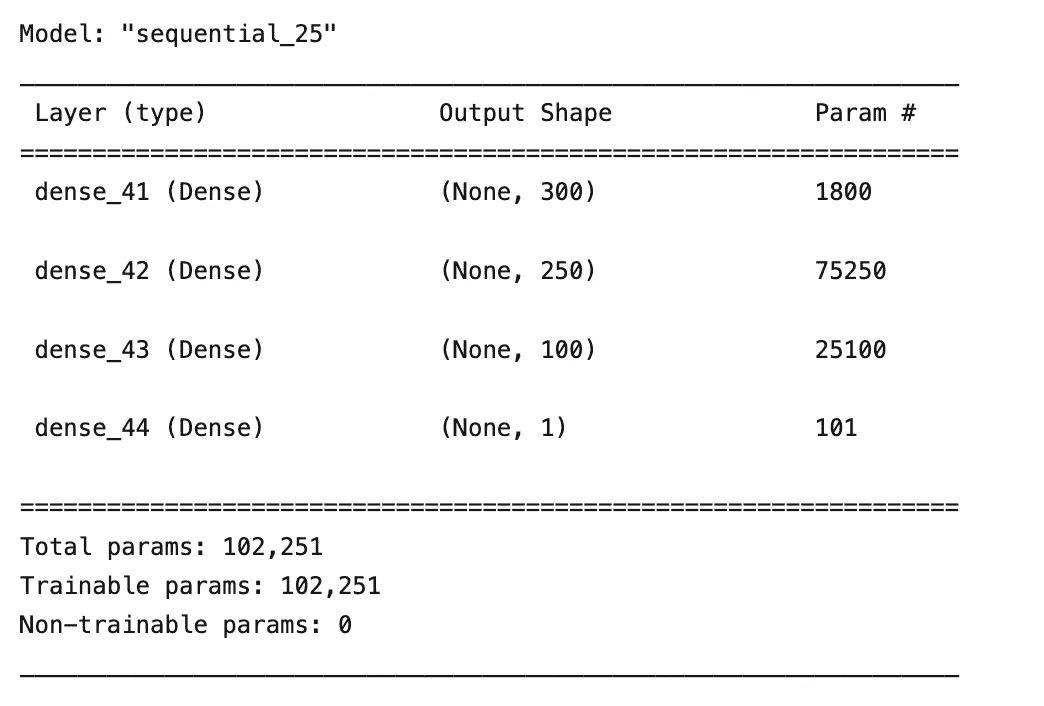 Model: "sequential_25"
Layer (type) Output Shape Param #
dense_41 (Dense) (None, 300) 1800
dense_42 (Dense) (None, 250) 75250
dense_43 (Dense) (None, 100) 25100
dense_44 (Dense) (None, 1) 101
Total params: 102,251
Trainable params: 102,251
Non-trainable params: 0